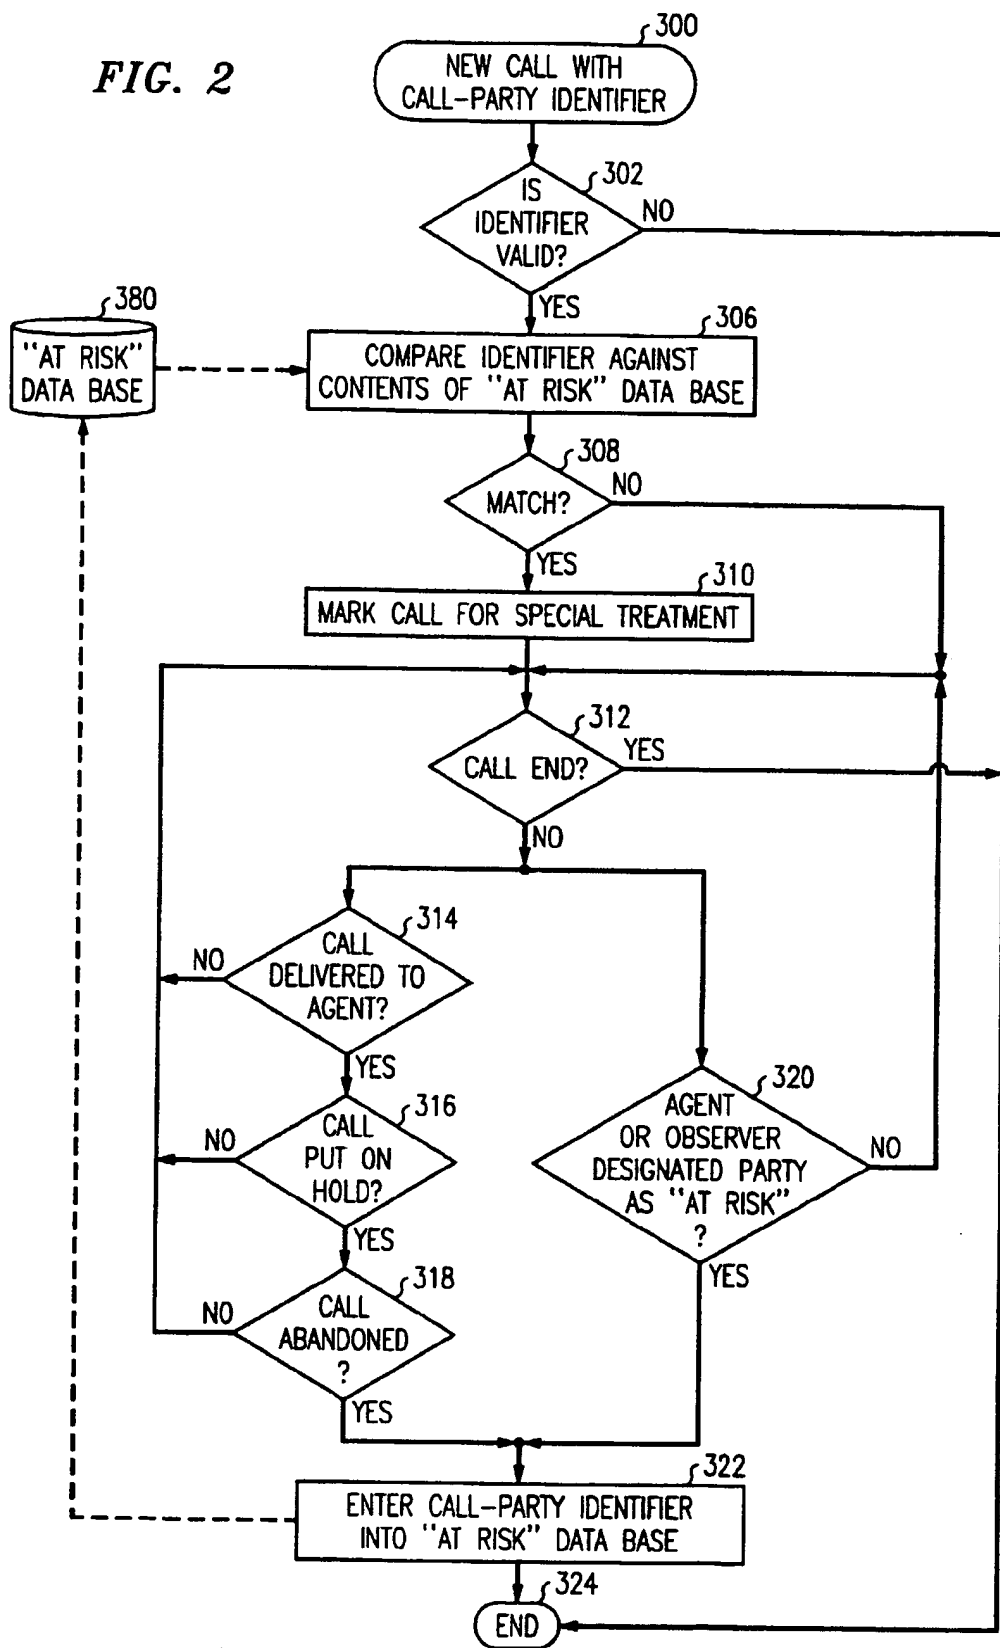 FIG. 2
300
NEW CALL WITH
CALL-PARTY IDENTIFIER
302
IS
IDENTIFIER
VALID?
NO
YES
380
"AT RISK"
DATA BASE
306
COMPARE IDENTIFIER AGAINST
CONTENTS OF "AT RISK" DATA BASE
308
MATCH?
NO
YES
310
MARK CALL FOR SPECIAL TREATMENT
312
CALL END?
YES
NO
314
CALL
DELIVERED TO
AGENT?
NO
YES
316
CALL
PUT ON
HOLD?
NO
YES
318
CALL
ABANDONED
?
NO
YES
320
AGENT
OR OBSERVER
DESIGNATED PARTY
AS "AT RISK"
?
NO
YES
322
ENTER CALL-PARTY IDENTIFIER
INTO "AT RISK" DATA BASE
324
END